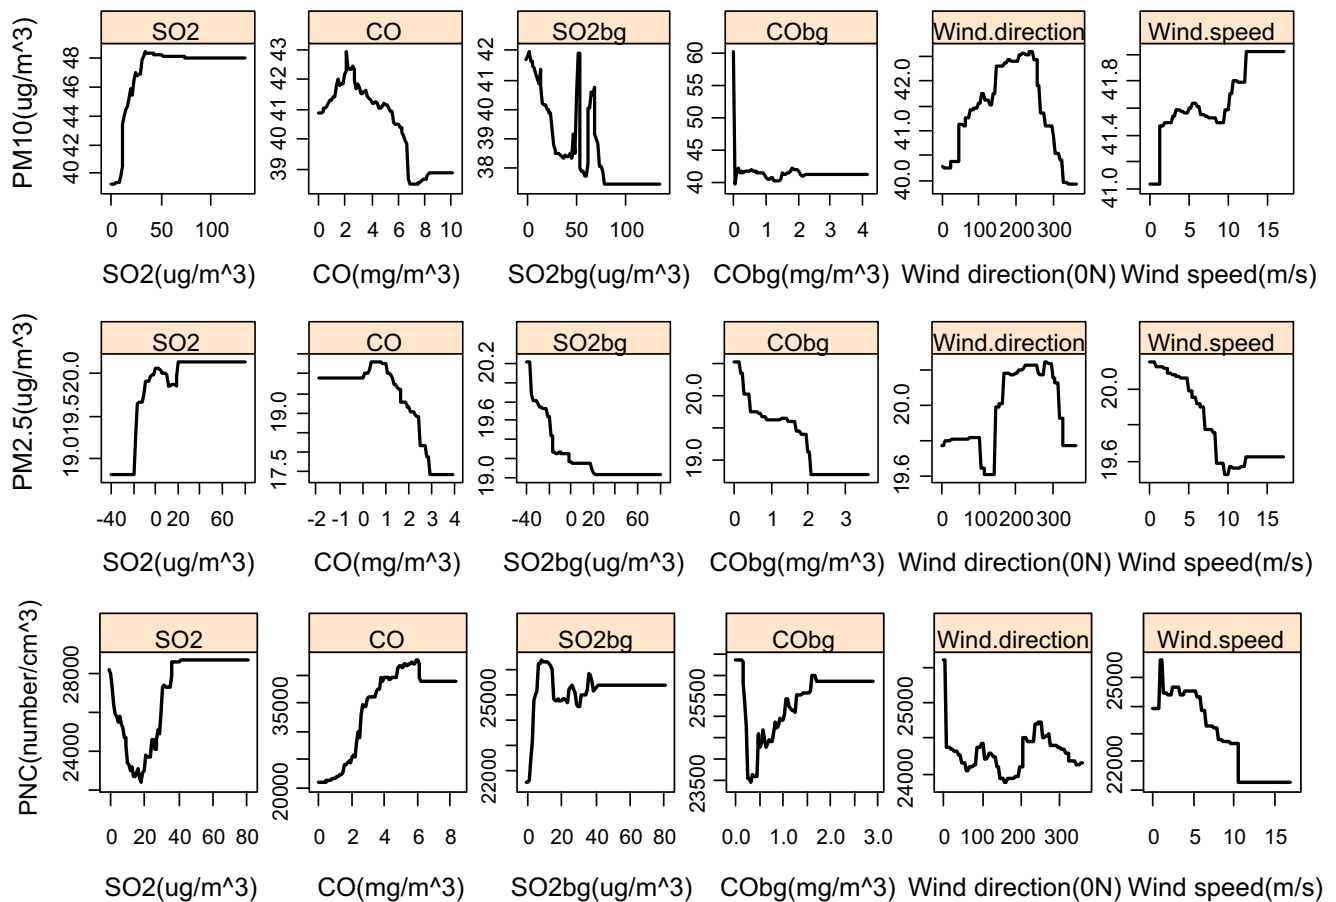 SO2 CO SO2bg CObg Wind.direction Wind.speed
PM10(ug/m^3)
40 42 44 46 48
39 40 41 42 43
38 39 40 41 42
40 45 50 55 60
40.0 41.0 42.0
41.0 41.4 41.8
0 50 100 0 2 4 6 8 10 0 50 100 0 1 2 3 4 0 100 200 300 0 5 10 15
SO2(ug/m^3) CO(mg/m^3) SO2bg(ug/m^3) CObg(mg/m^3) Wind direction(0N) Wind speed(m/s)
SO2 CO SO2bg CObg Wind.direction Wind.speed
PM2.5(ug/m^3)
19.0 19.5 20.0
17.5 19.0
19.0 19.6 20.2
19.0 20.0
19.6 20.0
19.6 20.0
-40 0 20 60 -2 -1 0 1 2 3 4 -40 0 20 60 0 1 2 3 0 100 200 300 0 5 10 15
SO2(ug/m^3) CO(mg/m^3) SO2bg(ug/m^3) CObg(mg/m^3) Wind direction(0N) Wind speed(m/s)
SO2 CO SO2bg CObg Wind.direction Wind.speed
PNC(number/cm^3)
24000 28000
20000 35000
22000 25000
23500 25500
24000 25000
22000 25000
0 20 40 60 80 0 2 4 6 8 0 20 40 60 80 0.0 1.0 2.0 3.0 0 100 200 300 0 5 10 15
SO2(ug/m^3) CO(mg/m^3) SO2bg(ug/m^3) CObg(mg/m^3) Wind direction(0N) Wind speed(m/s)